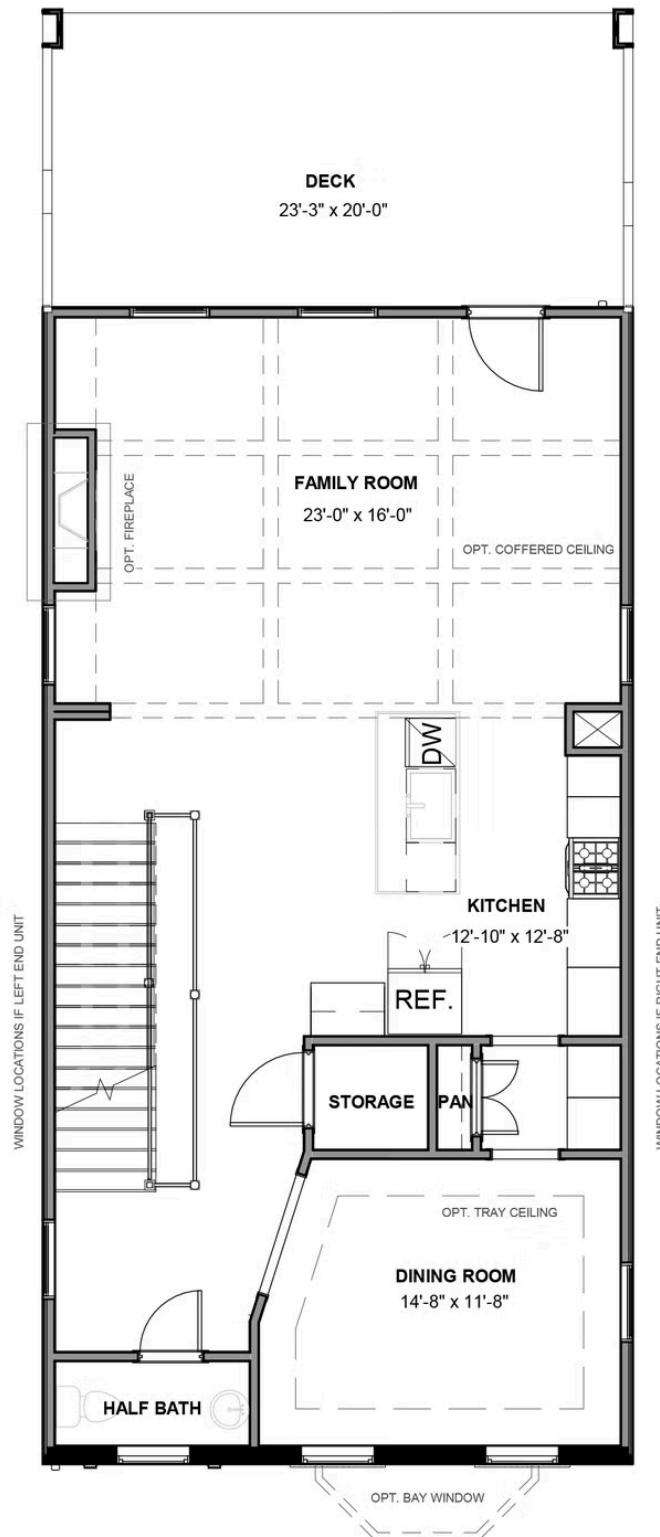 DECK
23'-3" x 20'-0"
FAMILY ROOM
23'-0" x 16'-0"
OPT. FIREPLACE
OPT. COFFERED CEILING
DW
KITCHEN
12'-10" x 12'-8"
REF.
WINDOW LOCATIONS IF LEFT END UNIT
WINDOW LOCATIONS IF RIGHT END UNIT
STORAGE
PAN
OPT. TRAY CEILING
DINING ROOM
14'-8" x 11'-8"
HALF BATH
OPT. BAY WINDOW